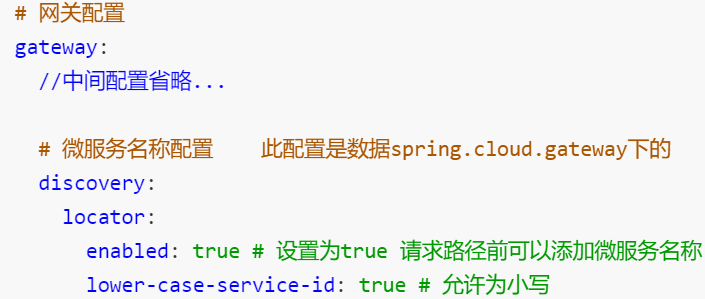 # 网关配置
gateway:
//中间配置省略...
# 微服务名称配置 此配置是数据spring.cloud.gateway下的
discovery:
locator:
enabled: true # 设置为true 请求路径前可以添加微服务名称
lower-case-service-id: true # 允许为小写